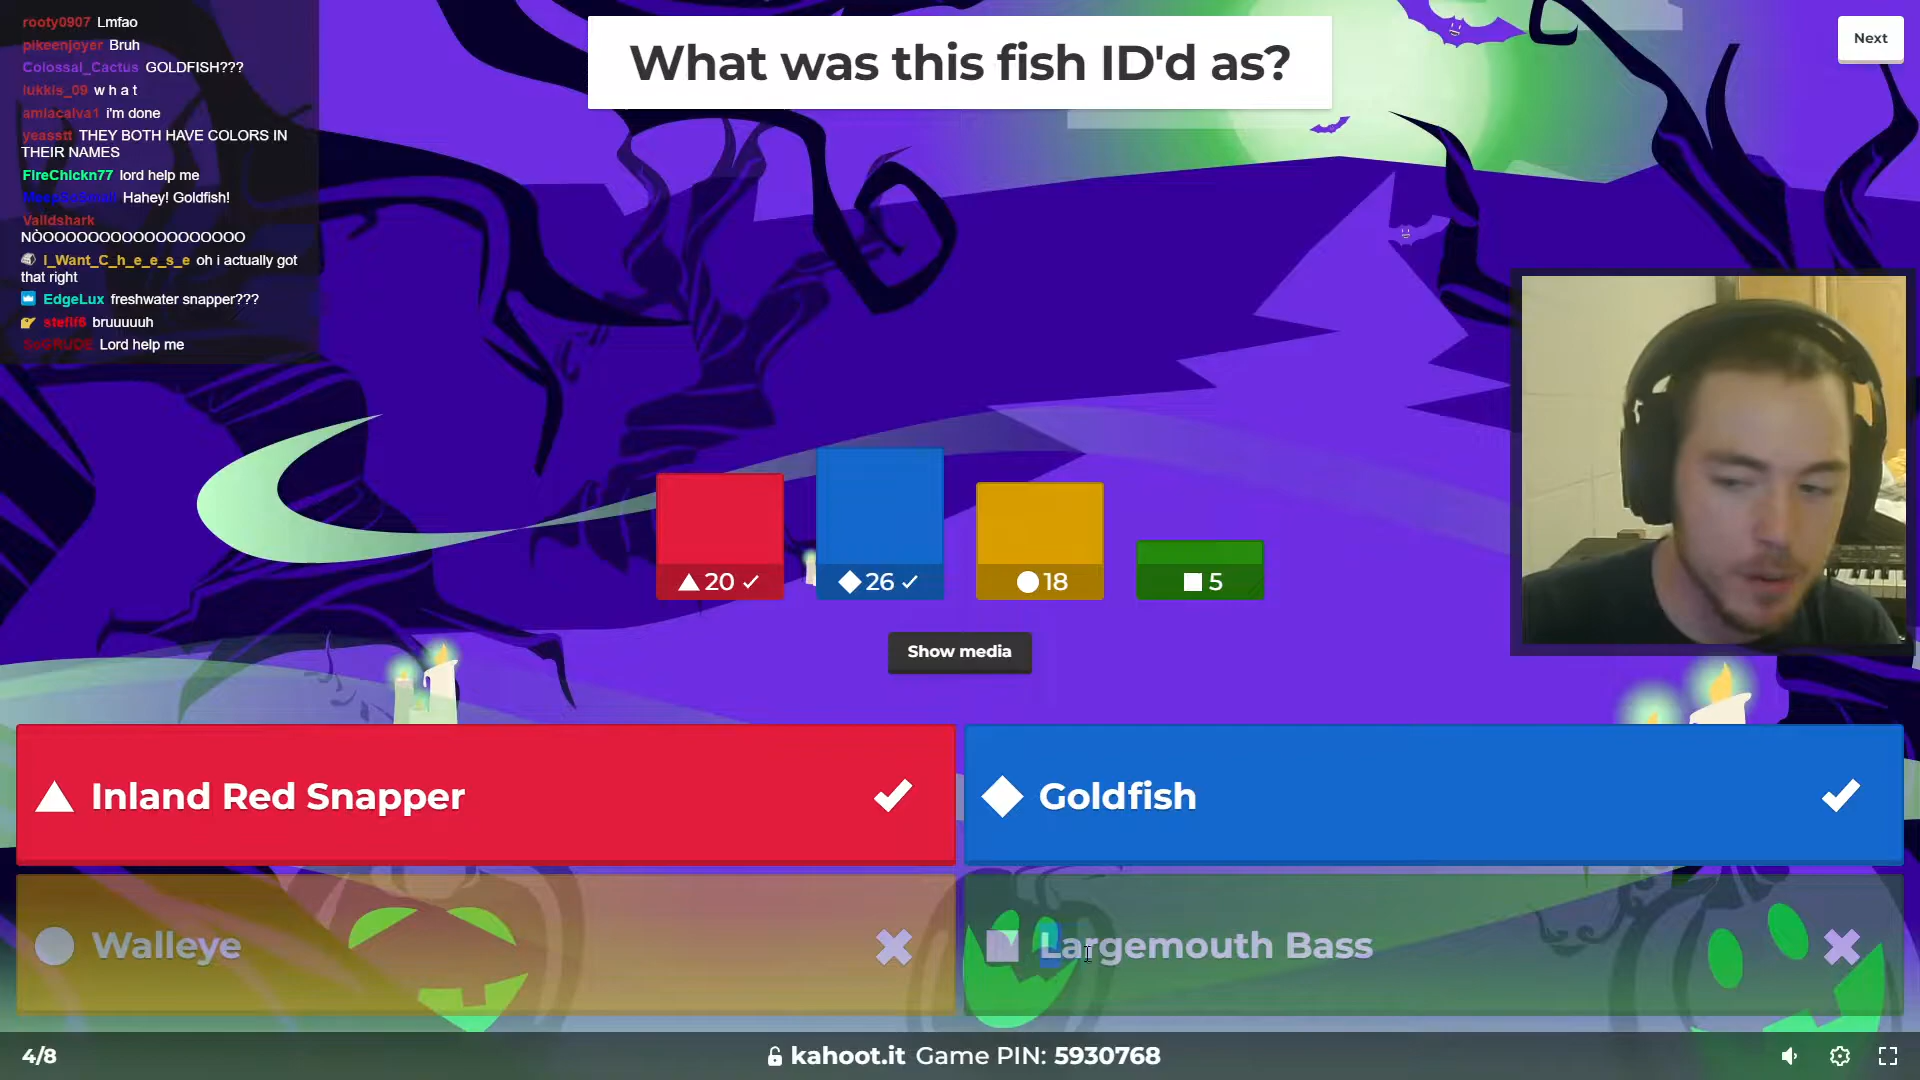 rooty0907 Lmfao
pikeenjoyer Bruh
Colossal_Cactus GOLDFISH???
lukkis_09 w h a t
amiacalva1 i'm done
yeasstt THEY BOTH HAVE COLORS IN
THEIR NAMES
FireChickn77 lord help me
Hahey! Goldfish!
Validshark
NÒOOOOOOOOOOOOOOOOOO
I_Want_C_h_e_e_s_e oh i actually got
that right
EdgeLux freshwater snapper???
stefif6 bruuuuuh
SoGRUDE Lord help me
What was this fish ID'd as?
Next
20
26
18
5
Show media
Inland Red Snapper
Goldfish
Walleye
Largemouth Bass
4/8
kahoot.it Game PIN: 5930768